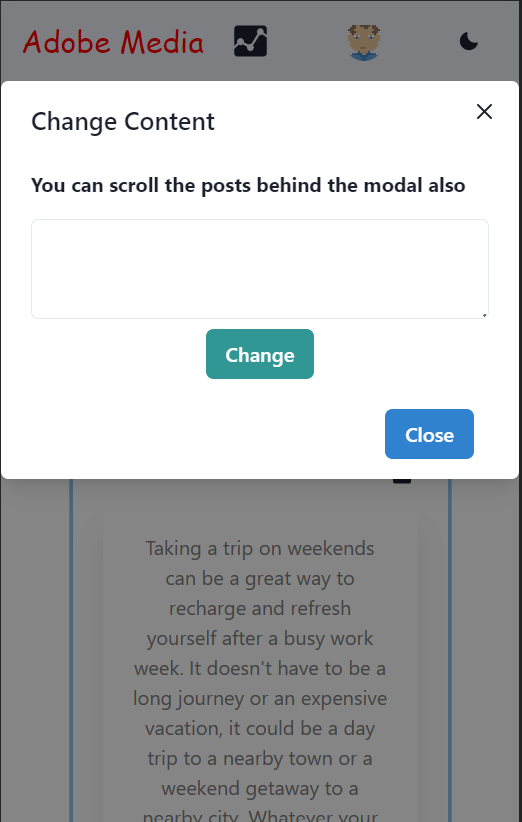 Adobe Media
Change Content
You can scroll the posts behind the modal also
Change
Close
Taking a trip on weekends
can be a great way to
recharge and refresh
yourself after a busy work
week. It doesn't have to be a
long journey or an expensive
vacation, it could be a day
trip to a nearby town or a
weekend getaway to a
nearby city. Whatever your